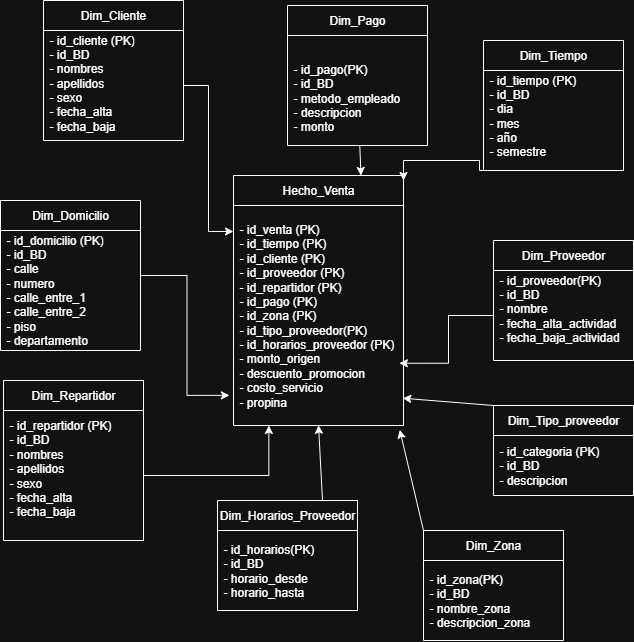 Dim_Cliente
- id_cliente (PK)
- id_BD
- nombres
- apellidos
- sexo
- fecha_alta
- fecha_baja
Dim_Pago
- id_pago(PK)
- id_BD
- metodo_empleado
- descripcion
- monto
Dim_Tiempo
- id_tiempo (PK)
- id_BD
- dia
- mes
- año
- semestre
Hecho_Venta
- id_venta (PK)
- id_tiempo (PK)
- id_cliente (PK)
- id_proveedor (PK)
- id_repartidor (PK)
- id_pago (PK)
- id_zona (PK)
- id_tipo_proveedor(PK)
- id_horarios_proveedor (PK)
- monto_origen
- descuento_promocion
- costo_servicio
- propina
Dim_Domicilio
- id_domicilio (PK)
- id_BD
- calle
- numero
- calle_entre_1
- calle_entre_2
- piso
- departamento
Dim_Proveedor
- id_proveedor(PK)
- id_BD
- nombre
- fecha_alta_actividad
- fecha_baja_actividad
Dim_Repartidor
- id_repartidor (PK)
- id_BD
- nombres
- apellidos
- sexo
- fecha_alta
- fecha_baja
Dim_Tipo_proveedor
- id_categoria (PK)
- id_BD
- descripcion
Dim_Horarios_Proveedor
- id_horarios(PK)
- id_BD
- horario_desde
- horario_hasta
Dim_Zona
- id_zona(PK)
- id_BD
- nombre_zona
- descripcion_zona